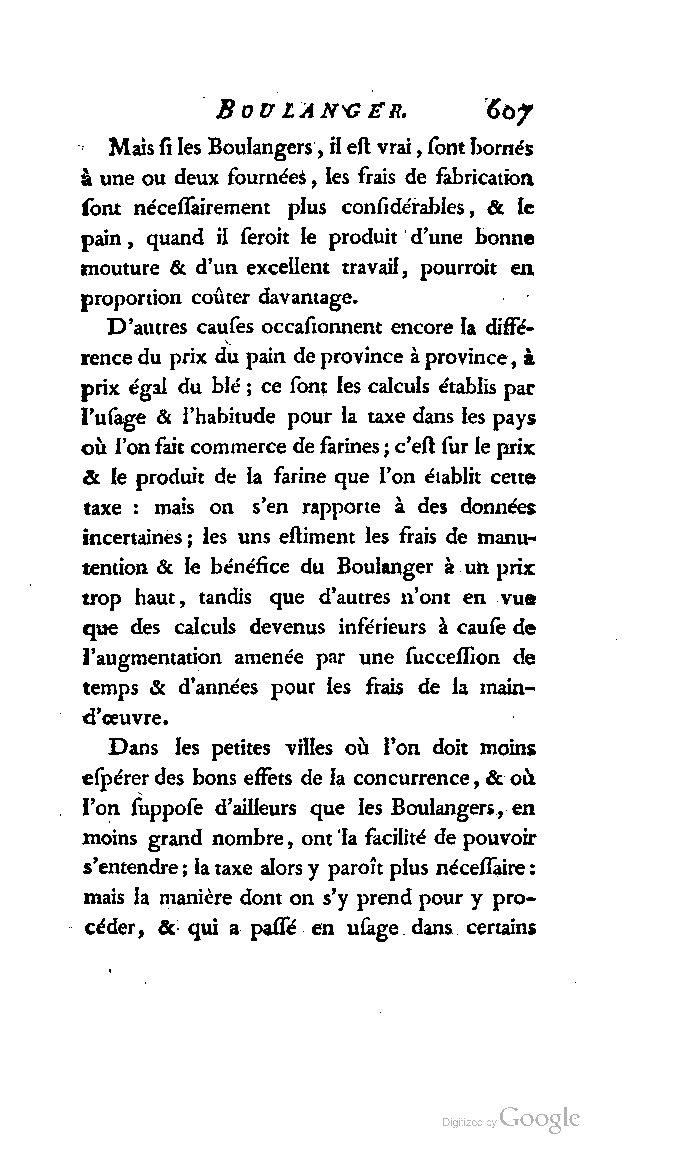 BOULANGER. 607
Mais ſi les Boulangers, il eſt vrai, ſont bornés
à une ou deux fournées, les frais de fabrication
ſont néceſſairement plus conſidérables, & le
pain, quand il ſeroit le produit d'une bonne
mouture & d'un excellent travail, pourroit en
proportion coûter davantage.
D'autres cauſes occaſionnent encore la diffé-
rence du prix du pain de province à province, à
prix égal du blé; ce ſont les calculs établis par
l'uſage & l'habitude pour la taxe dans les pays
où l'on fait commerce de farines; c'eſt ſur le prix
& le produit de la farine que l'on établit cette
taxe : mais on s'en rapporte à des données
incertaines; les uns eſtiment les frais de manu-
tention & le bénéfice du Boulanger à un prix
trop haut, tandis que d'autres n'ont en vue
que des calculs devenus inférieurs à cauſe de
l'augmentation amenée par une ſucceſſion de
temps & d'années pour les frais de la main-
d'œuvre.
Dans les petites villes où l'on doit moins
eſpérer des bons effets de la concurrence, & où
l'on ſuppoſe d'ailleurs que les Boulangers, en
moins grand nombre, ont la facilité de pouvoir
s'entendre; la taxe alors y paroît plus néceſſaire:
mais la manière dont on s'y prend pour y pro-
céder, & qui a paſſé en uſage dans certains
Digitized by Google